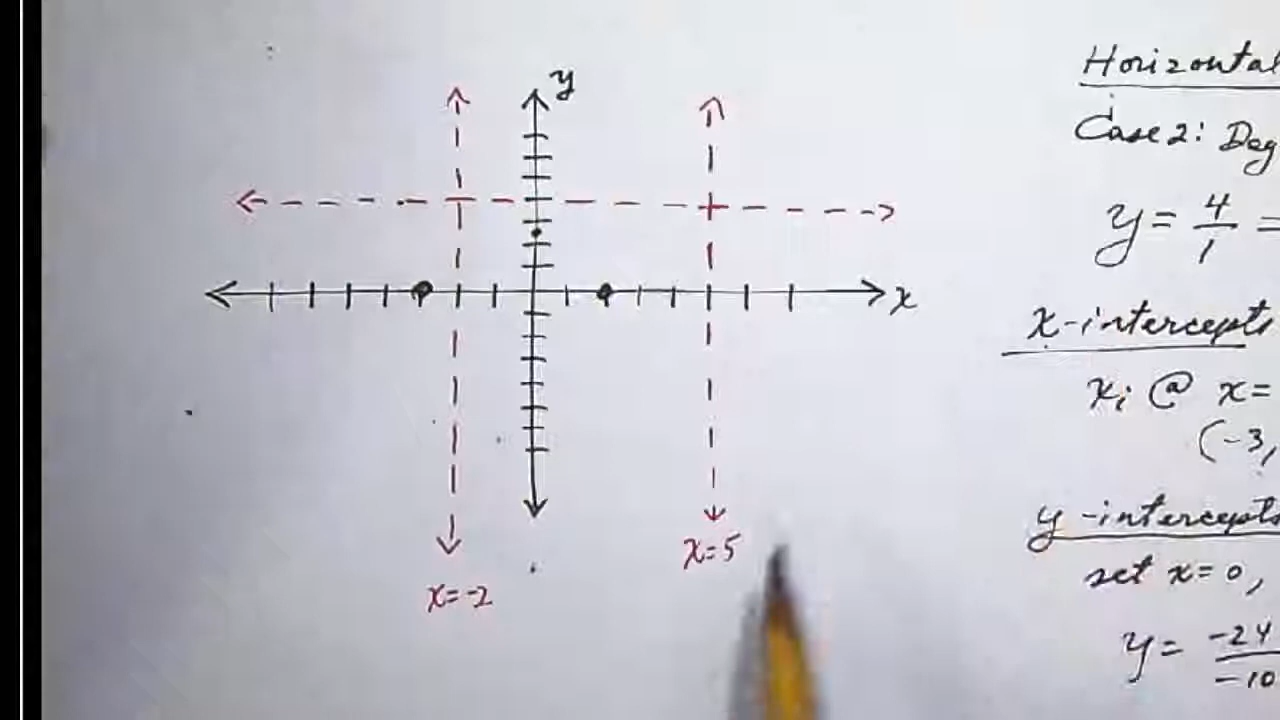 y
x
x=-2
x=5
Horizontal
Case 2: Deg
y = 4/1 =
x-intercepts
xi @ x=
(-3,
y-intercepts
set x=0,
y= -24/-10